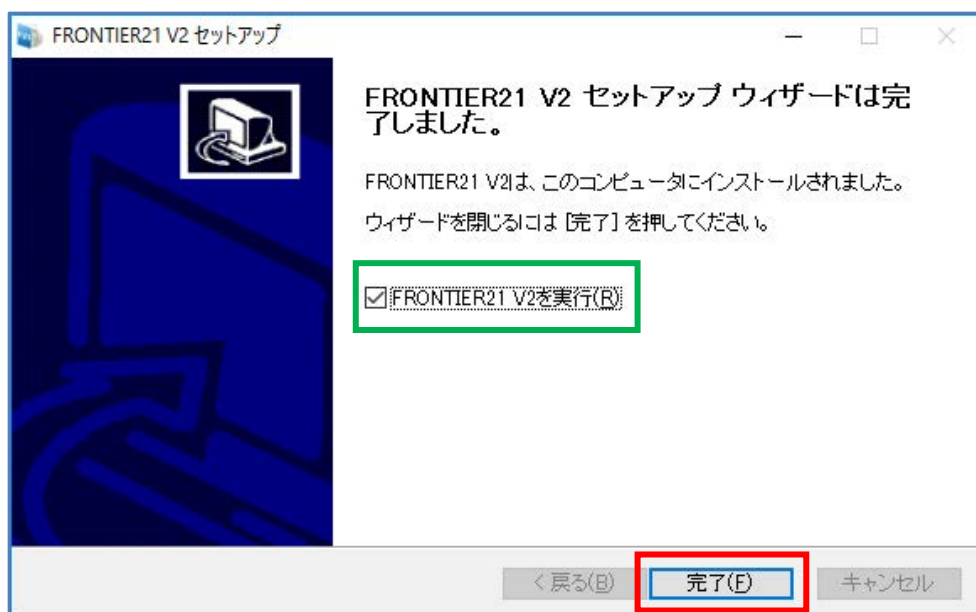 FRONTIER21 V2 セットアップ
FRONTIER21 V2 セットアップ ウィザードは完
了しました。
FRONTIER21 V2は、このコンピュータにインストールされました。
ウィザードを閉じるには [完了] を押してください。
FRONTIER21 V2を実行(R)
< 戻る(B) 完了(F) キャンセル